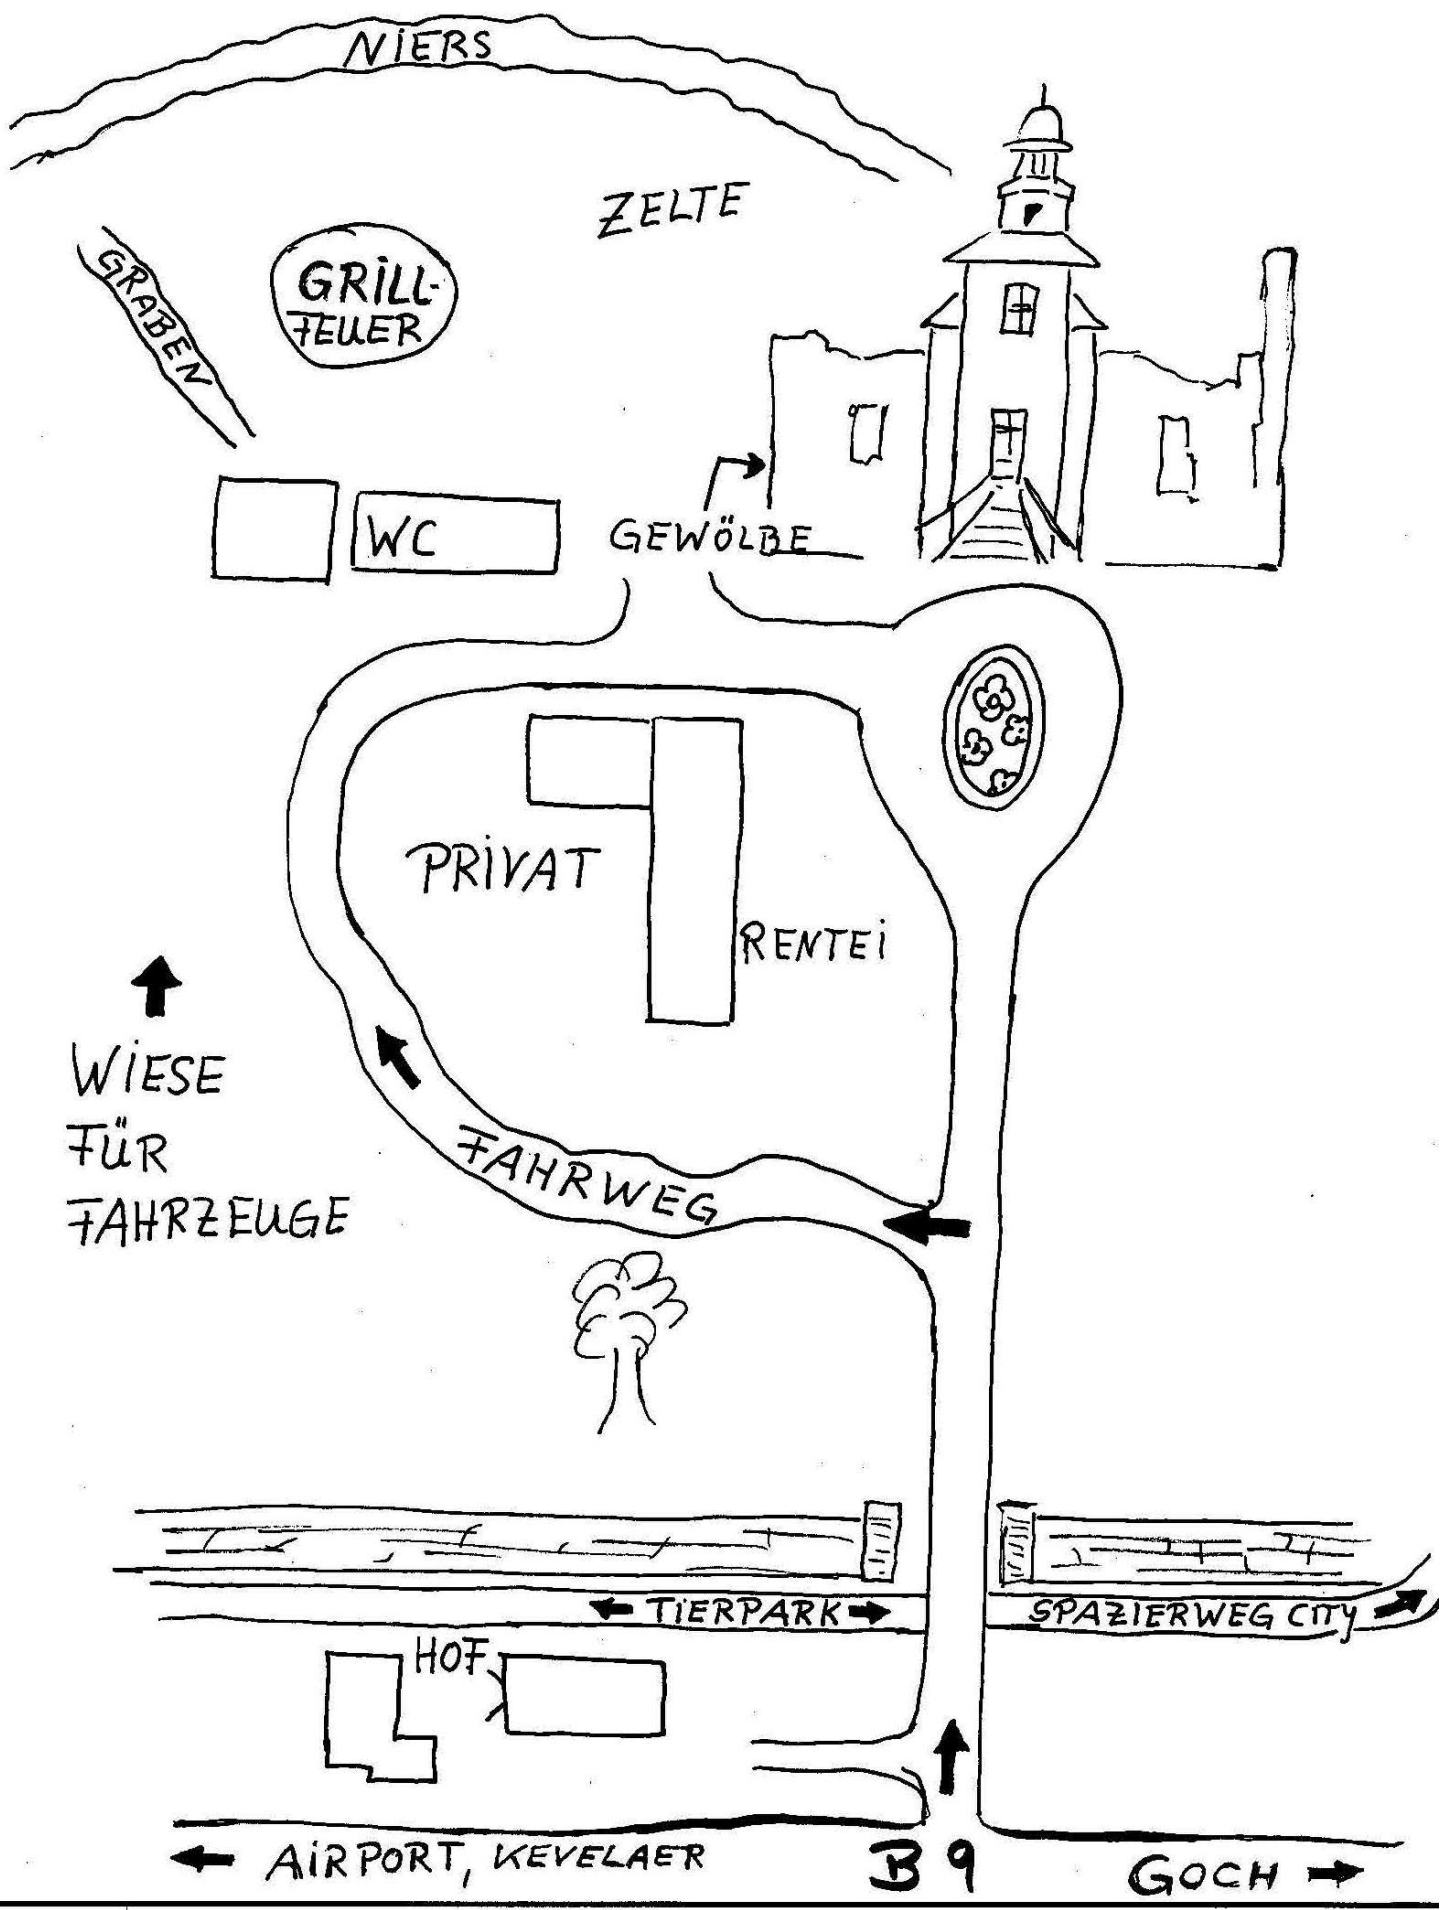 NiERS
ZELTE
GRABEN
GRiLL-
FEUER
WC
GEWÖLBE
PRiVAT
RENTEi
WiESE
FÜR
FAHRZEUGE
FAHRWEG
TiERPARK
SPAZIERWEG CITY
HOF
AiRPORT, KEVELAER
B9
GOCH